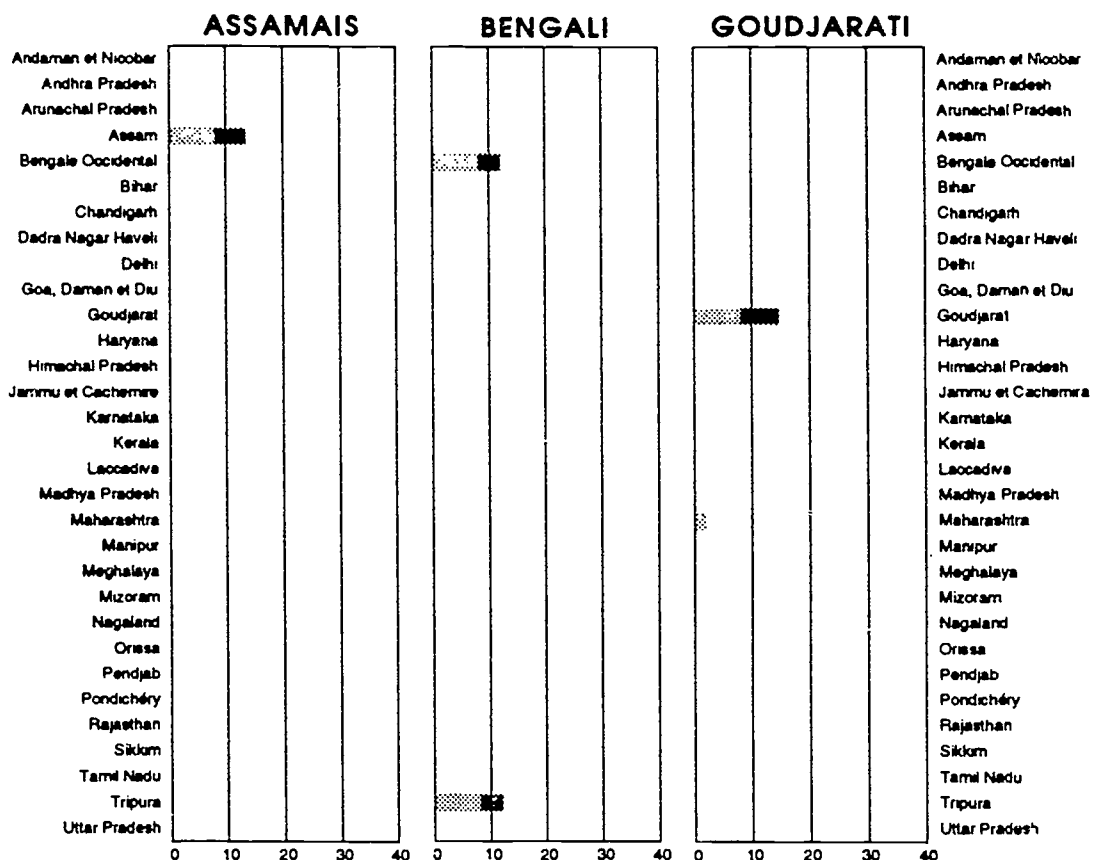 ASSAMAIS BENGALI GOUDJARATI
Andaman et Nicobar Andaman et Nicobar
Andhra Pradesh Andhra Pradesh
Arunachal Pradesh Arunachal Pradesh
Assam Assam
Bengale Occidental Bengale Occidental
Bihar Bihar
Chandigarh Chandigarh
Dadra Nagar Haveli Dadra Nagar Haveli
Delhi Delhi
Goa, Daman et Diu Goa, Daman et Diu
Goudjarat Goudjarat
Haryana Haryana
Himachal Pradesh Himachal Pradesh
Jammu et Cachemire Jammu et Cachemira
Karnataka Karnataka
Kerala Kerala
Laccadiva Laccadiva
Madhya Pradesh Madhya Pradesh
Maharashtra Maharashtra
Manipur Manipur
Meghalaya Meghalaya
Mizoram Mizoram
Nagaland Nagaland
Orissa Orissa
Pendjab Pendjab
Pondichéry Pondichéry
Rajasthan Rajasthan
Sikkim Sikkim
Tamil Nadu Tamil Nadu
Tripura Tripura
Uttar Pradesh Uttar Pradesh
0 10 20 30 40 0 10 20 30 40 0 10 20 30 40